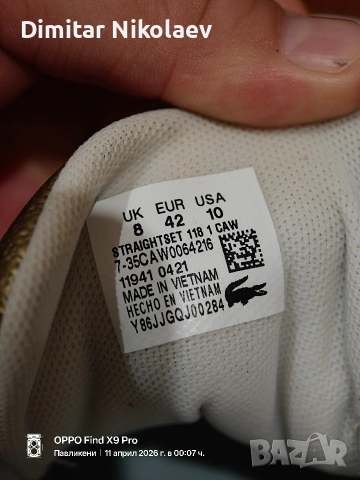 Dimitar Nikolaev
UK EUR USA
8 42 10
STRAIGHTSET 118 1 CAW
7-35CAW0064216
11941 0421
MADE IN VIETNAM
HECHO EN VIETNAM
Y86JJGQJ00284
OPPO Find X9 Pro
Павликени | 11 април 2026 г. в 00:07 ч.
bazar